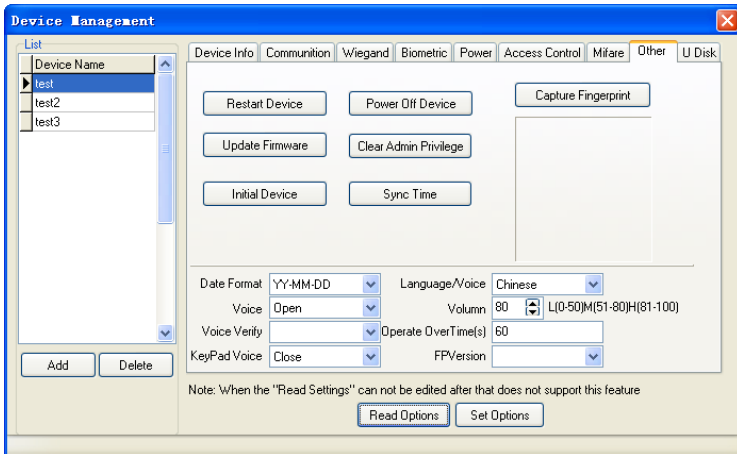 Device Management
List
Device Name
test
test2
test3
Add Delete
Device Info Communition Wiegand Biometric Power Access Control Mifare Other U Disk
Restart Device Power Off Device Capture Fingerprint
Update Firmware Clear Admin Privilege
Initial Device Sync Time
Date Format YY-MM-DD Language/Voice Chinese
Voice Open Volumn 80 L(0-50)M(51-80)H(81-100)
Voice Verify Operate OverTime(s) 60
KeyPad Voice Close FPVersion
Note: When the "Read Settings" can not be edited after that does not support this feature
Read Options Set Options